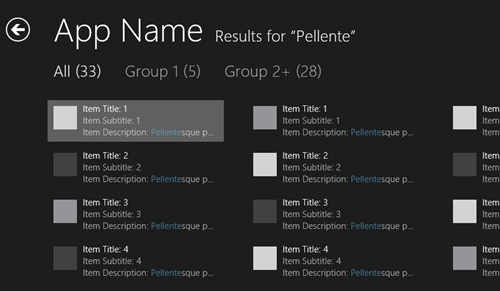 App Name Results for “Pellente”
All (33) Group 1 (5) Group 2+ (28)
Item Title: 1
Item Subtitle: 1
Item Description: Pellentesque p...
Item Title: 2
Item Subtitle: 2
Item Description: Pellentesque p...
Item Title: 3
Item Subtitle: 3
Item Description: Pellentesque p...
Item Title: 4
Item Subtitle: 4
Item Description: Pellentesque p...
Item Title: 1
Item Subtitle: 1
Item Description: Pellentesque p...
Item Title: 2
Item Subtitle: 2
Item Description: Pellentesque p...
Item Title: 3
Item Subtitle: 3
Item Description: Pellentesque p...
Item Title: 4
Item Subtitle: 4
Item Description: Pellentesque p...
Item
Item
Item
Item
Item
Item
Item
Item
Item
Item
Item
Item